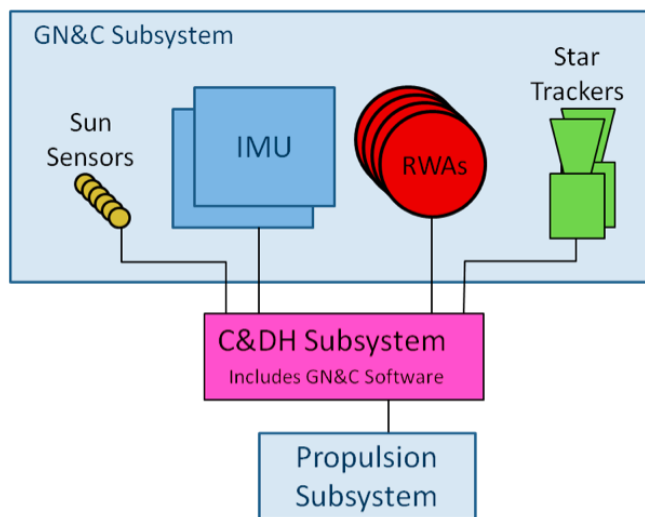 GN&C Subsystem
Sun
Sensors
IMU
RWAs
Star
Trackers
C&DH Subsystem
Includes GN&C Software
Propulsion
Subsystem